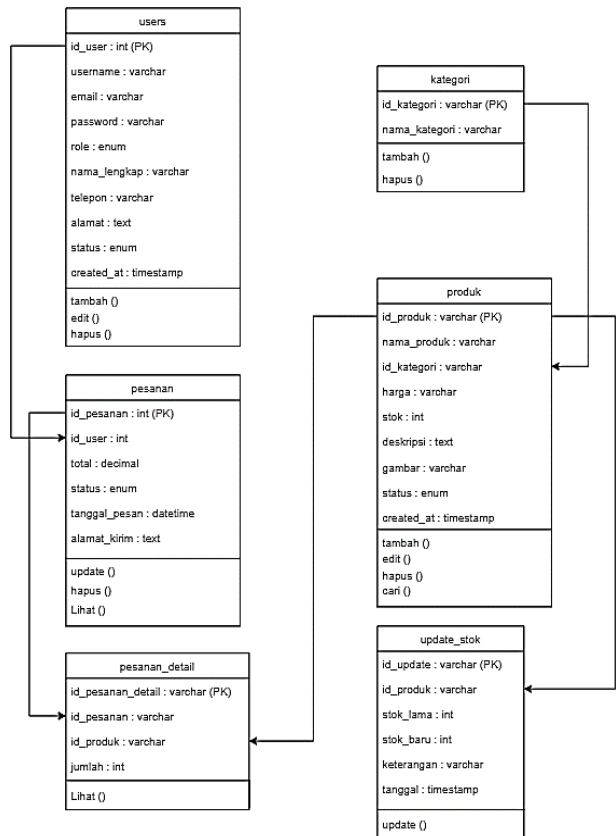 users
id_user : int (PK)
username : varchar
email : varchar
password : varchar
role : enum
nama_lengkap : varchar
telepon : varchar
alamat : text
status : enum
created_at : timestamp
tambah ()
edit ()
hapus ()
kategori
id_kategori : varchar (PK)
nama_kategori : varchar
tambah ()
hapus ()
produk
id_produk : varchar (PK)
nama_produk : varchar
id_kategori : varchar
harga : varchar
stok : int
deskripsi : text
gambar : varchar
status : enum
created_at : timestamp
tambah ()
edit ()
hapus ()
cari ()
pesanan
id_pesanan : int (PK)
id_user : int
total : decimal
status : enum
tanggal_pesan : datetime
alamat_kirim : text
update ()
hapus ()
Lihat ()
pesanan_detail
id_pesanan_detail : varchar (PK)
id_pesanan : varchar
id_produk : varchar
jumlah : int
Lihat ()
update_stok
id_update : varchar (PK)
id_produk : varchar
stok_lama : int
stok_baru : int
keterangan : varchar
tanggal : timestamp
update ()